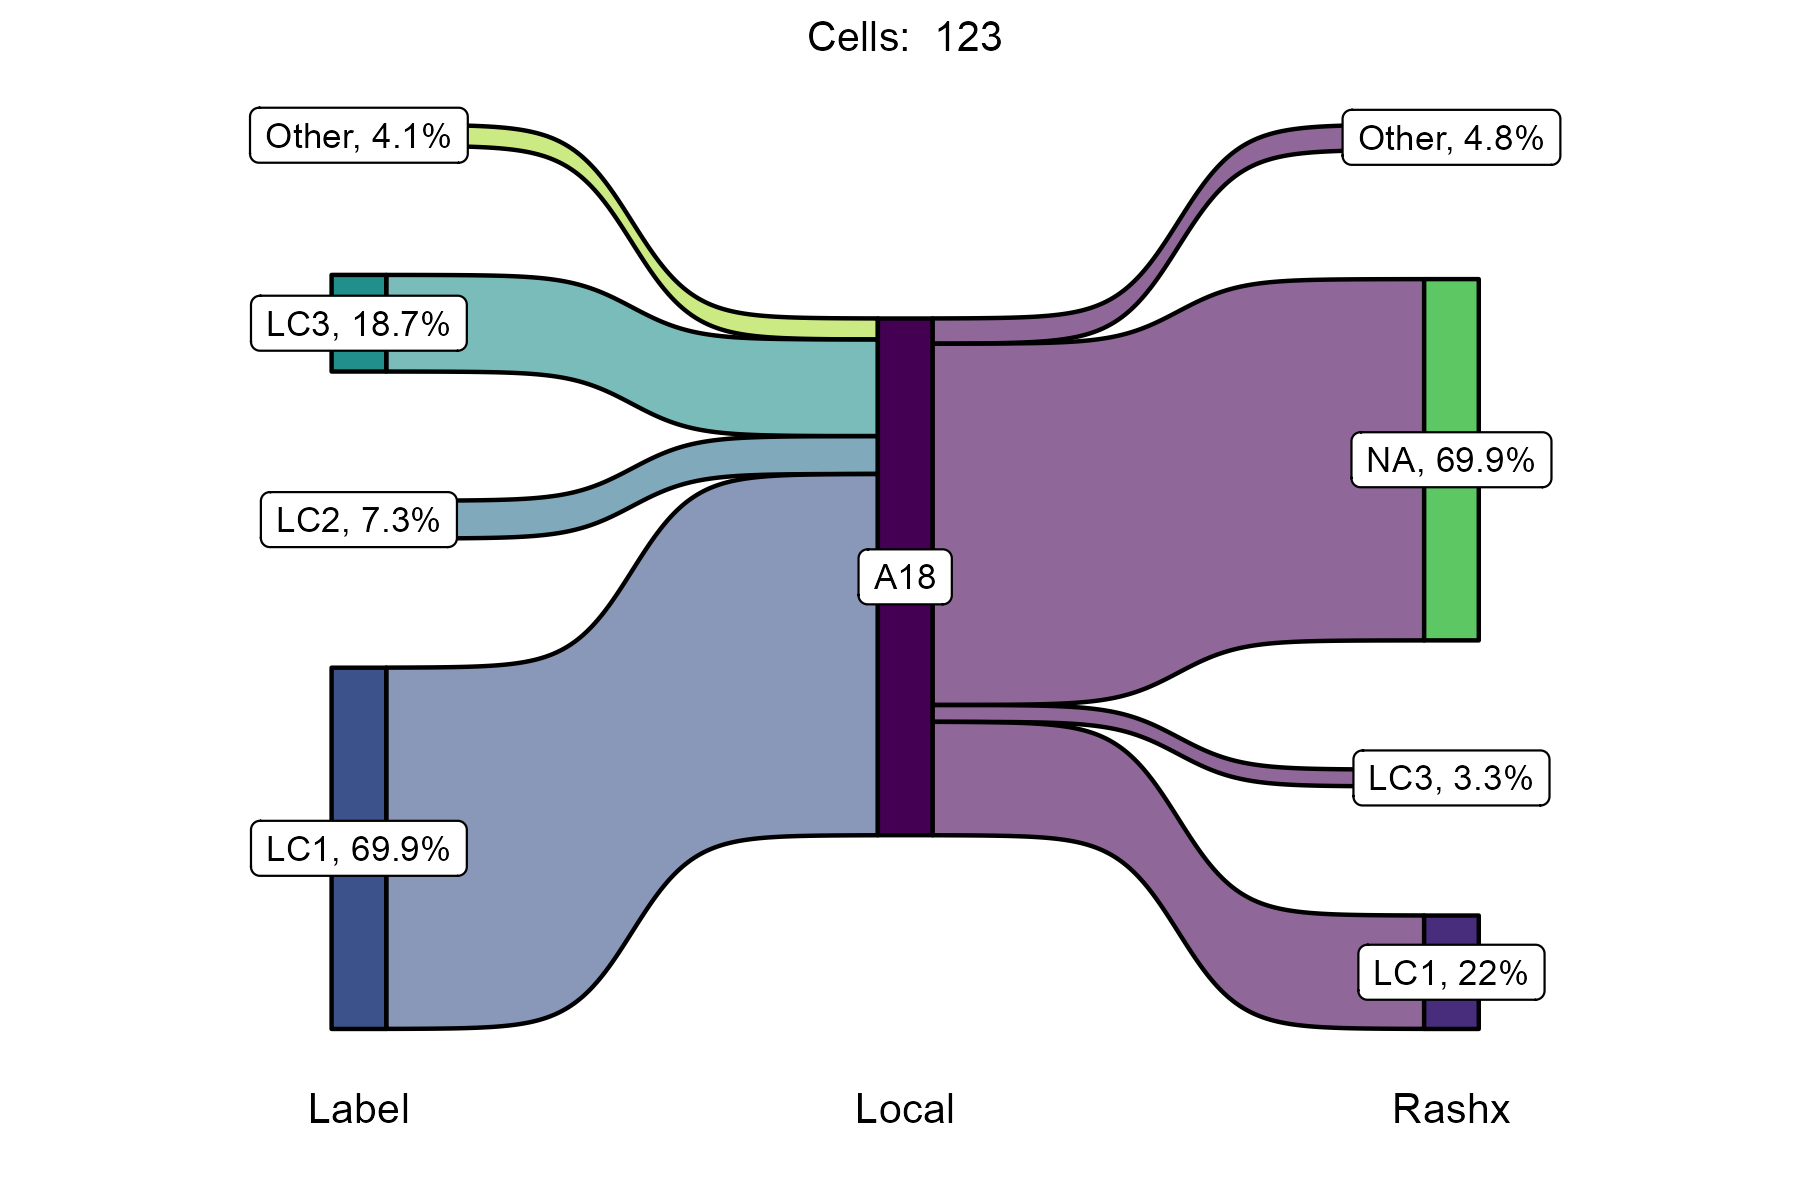 Cells:  123
Other, 4.1%
Other, 4.8%
LC3, 18.7%
NA, 69.9%
LC2, 7.3%
A18
LC3, 3.3%
LC1, 69.9%
LC1, 22%
Label
Local
Rashx